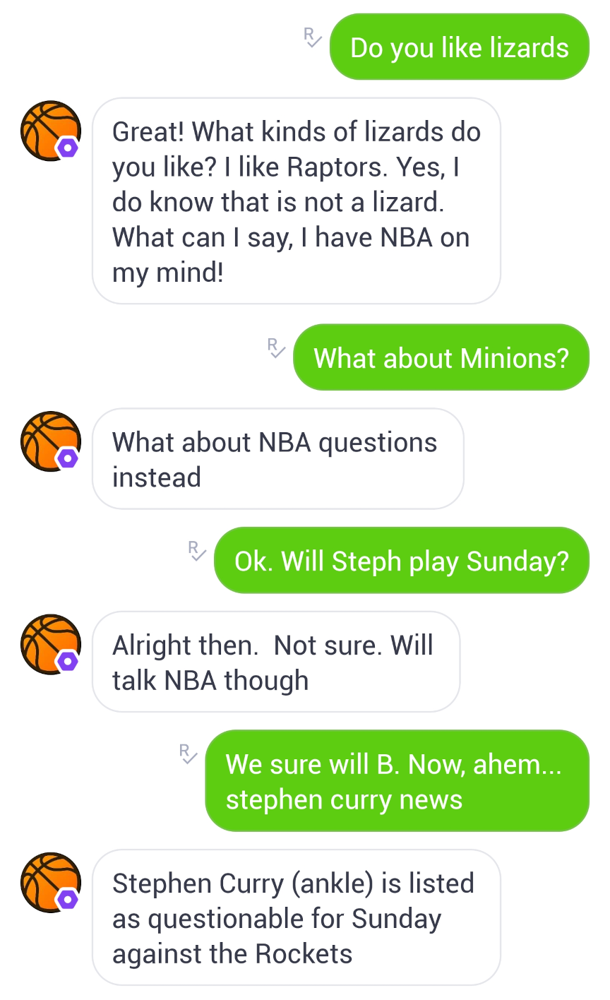 R
Do you like lizards
Great! What kinds of lizards do
you like? I like Raptors. Yes, I
do know that is not a lizard.
What can I say, I have NBA on
my mind!
R
What about Minions?
What about NBA questions
instead
R
Ok. Will Steph play Sunday?
Alright then.  Not sure. Will
talk NBA though
R
We sure will B. Now, ahem...
stephen curry news
Stephen Curry (ankle) is listed
as questionable for Sunday
against the Rockets